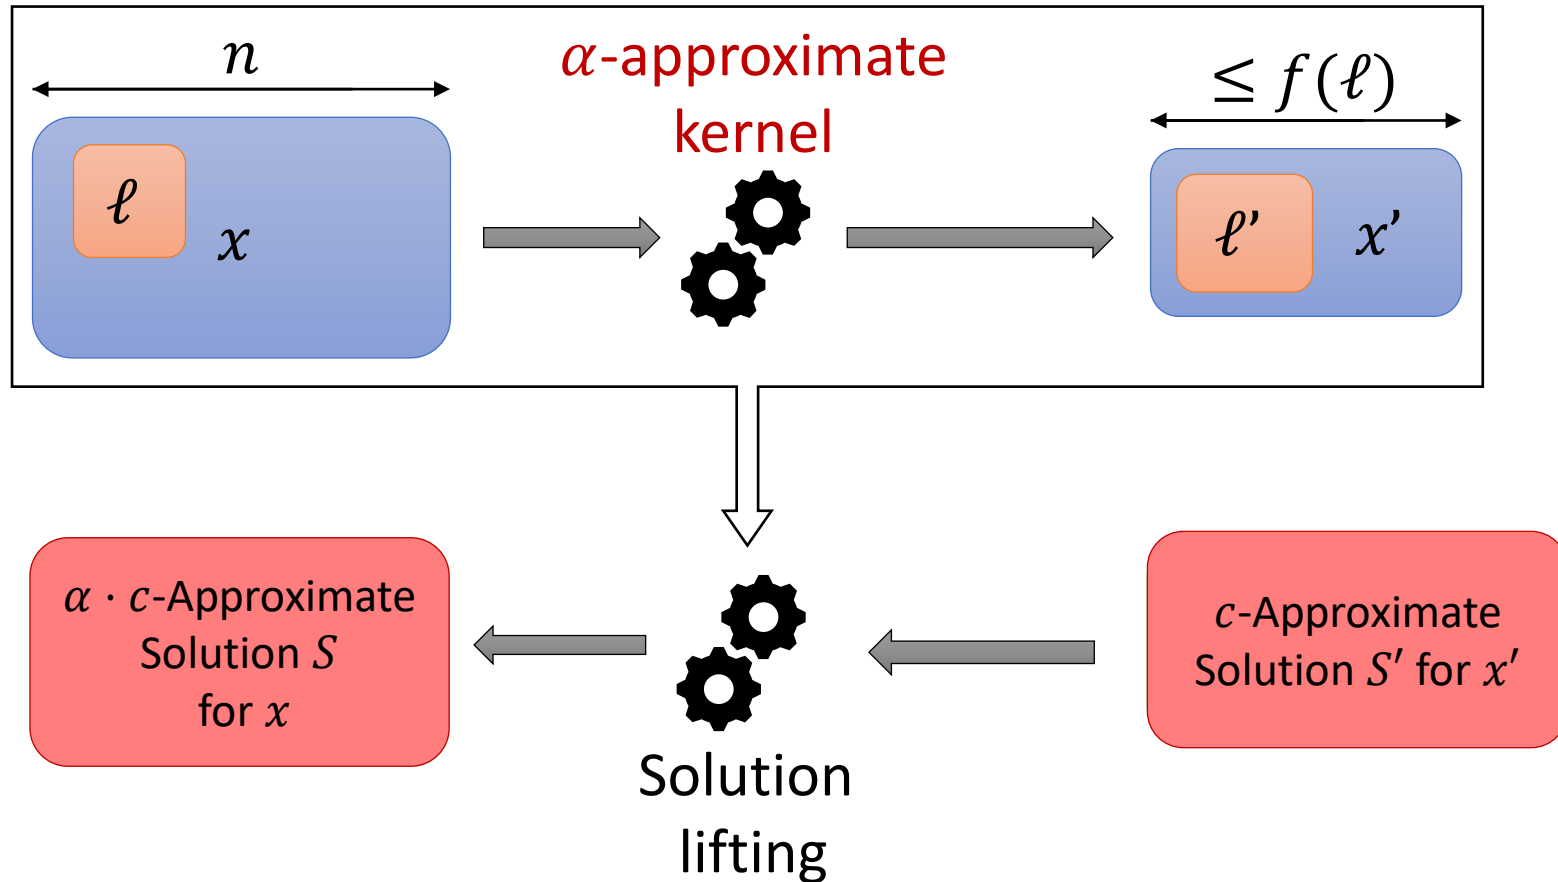 n
α-approximate
kernel
≤ f(ℓ)
ℓ
x
ℓ’
x’
α · c-Approximate
Solution S
for x
c-Approximate
Solution S′ for x′
Solution
lifting